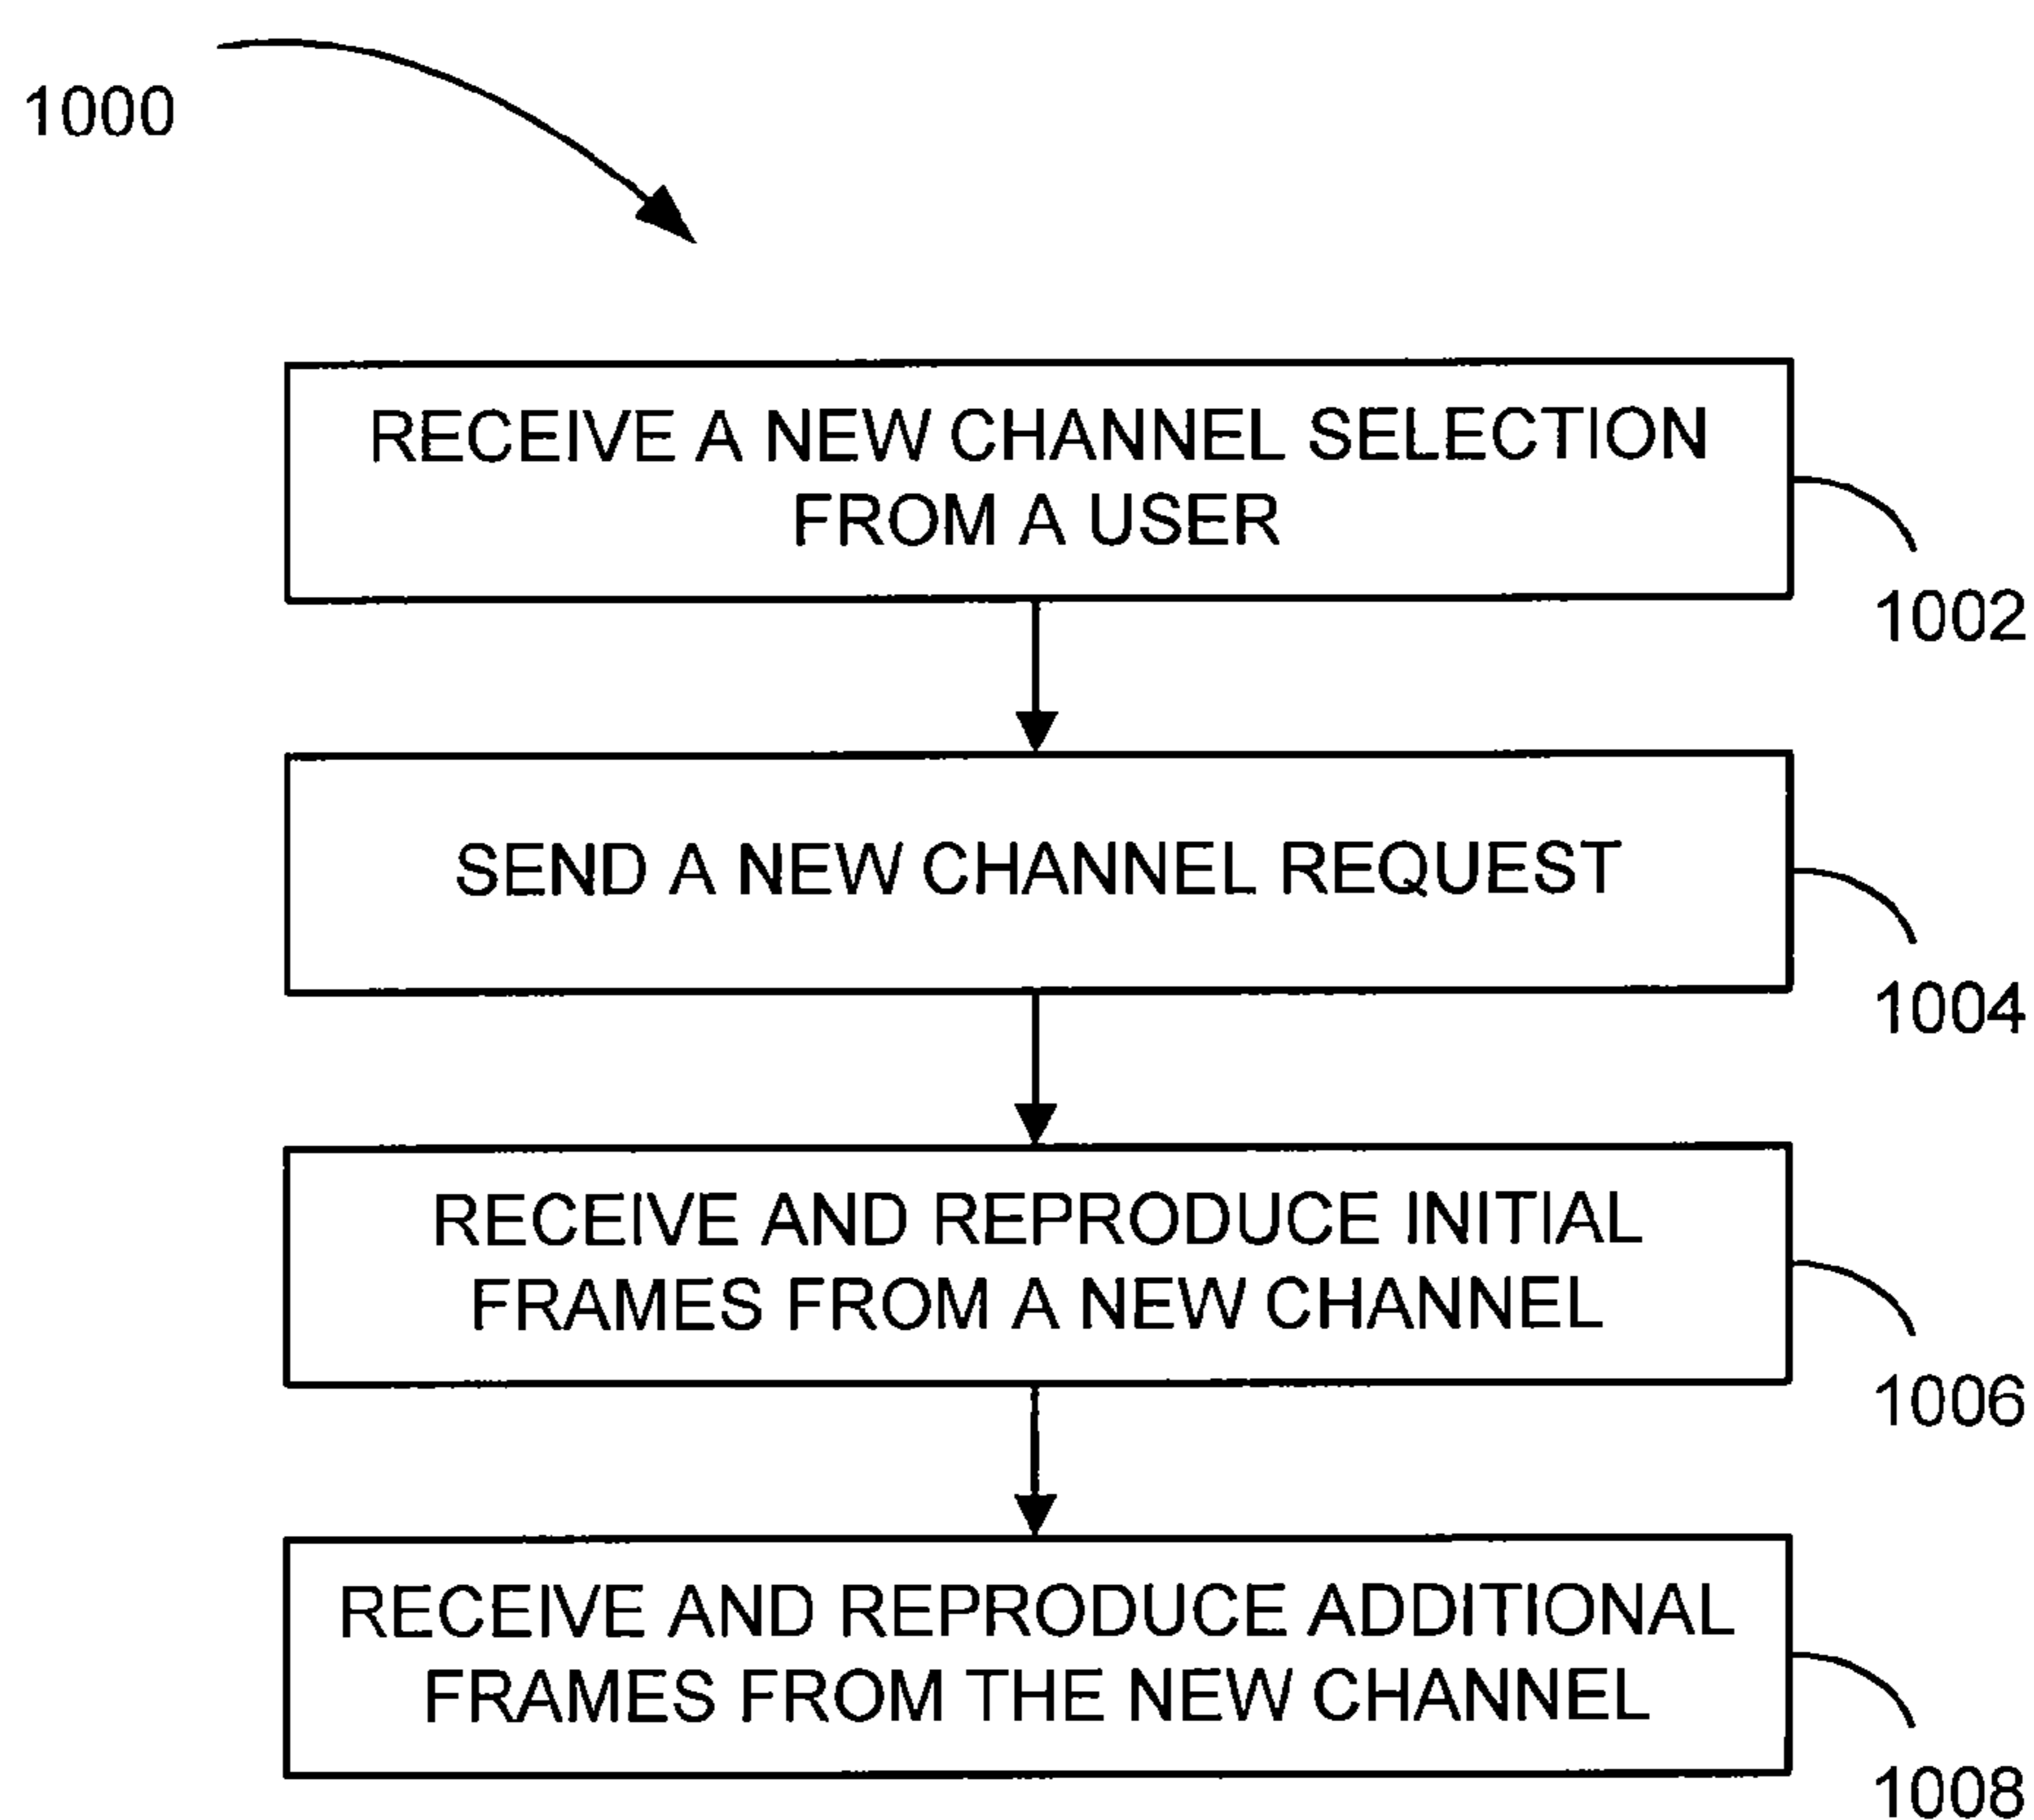 1000
RECEIVE A NEW CHANNEL SELECTION
FROM A USER
1002
SEND A NEW CHANNEL REQUEST
1004
RECEIVE AND REPRODUCE INITIAL
FRAMES FROM A NEW CHANNEL
1006
RECEIVE AND REPRODUCE ADDITIONAL
FRAMES FROM THE NEW CHANNEL
1008